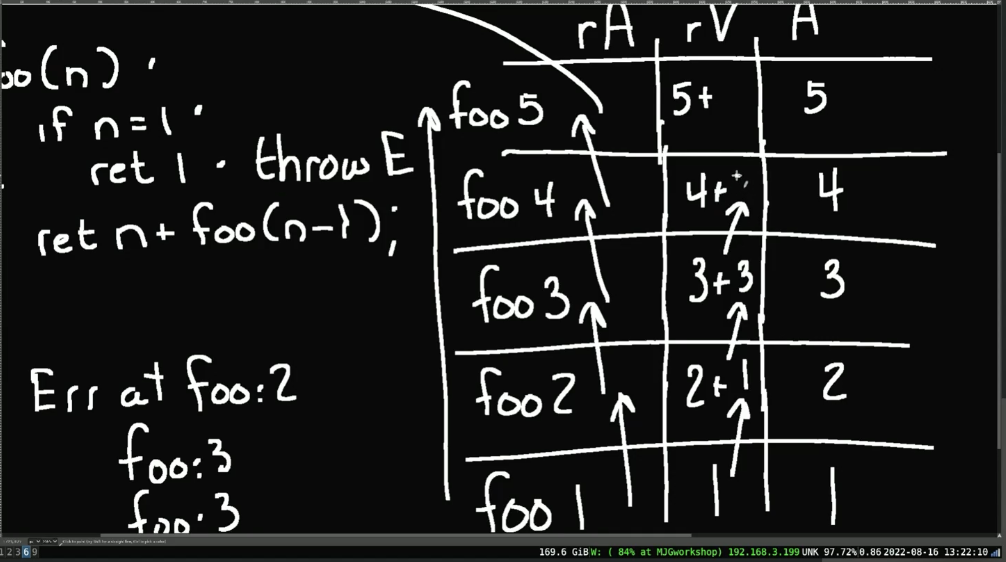 oo(n)
if n=1
ret 1 · throw E
ret n+ foo(n-1);
Err at foo:2
foo:3
foo:3
rA rV A
foo 5 5+ 5
foo 4 4+ 4
foo 3 3+3 3
foo 2 2+1 2
foo 1 1 1
1 2 3 6 9
169.6 GiB W: ( 84% at MJGworkshop) 192.168.3.199 UNK 97.72% 0.86 2022-08-16 13:22:10